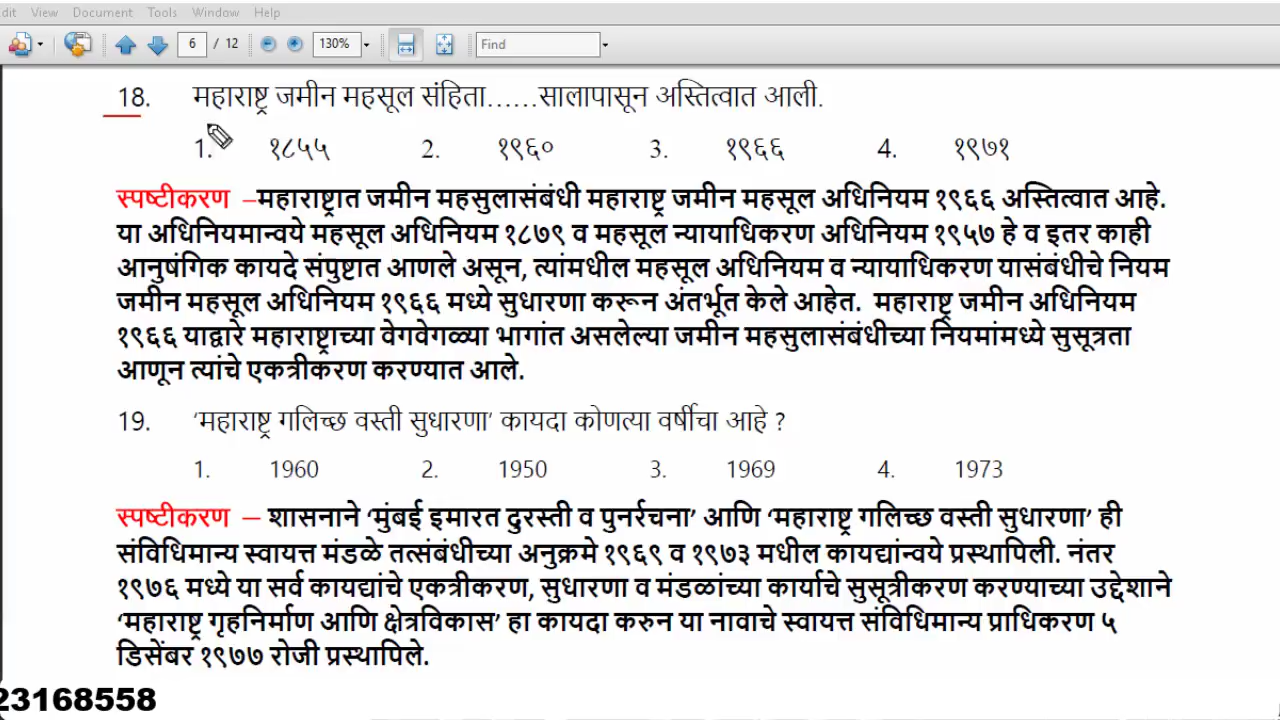 dit View Document Tools Window Help
6 / 12 130% Find
18. महाराष्ट्र जमीन महसूल संहिता......सालापासून अस्तित्वात आली.
1. १८५५ 2. १९६० 3. १९६६ 4. १९७१
स्पष्टीकरण –महाराष्ट्रात जमीन महसुलासंबंधी महाराष्ट्र जमीन महसूल अधिनियम १९६६ अस्तित्वात आहे.
या अधिनियमान्वये महसूल अधिनियम १८७९ व महसूल न्यायाधिकरण अधिनियम १९५७ हे व इतर काही
आनुषंगिक कायदे संपुष्टात आणले असून, त्यांमधील महसूल अधिनियम व न्यायाधिकरण यासंबंधीचे नियम
जमीन महसूल अधिनियम १९६६ मध्ये सुधारणा करून अंतर्भूत केले आहेत. महाराष्ट्र जमीन अधिनियम
१९६६ याद्वारे महाराष्ट्राच्या वेगवेगळ्या भागांत असलेल्या जमीन महसुलासंबंधीच्या नियमांमध्ये सुसूत्रता
आणून त्यांचे एकत्रीकरण करण्यात आले.
19. ‘महाराष्ट्र गलिच्छ वस्ती सुधारणा’ कायदा कोणत्या वर्षीचा आहे ?
1. 1960 2. 1950 3. 1969 4. 1973
स्पष्टीकरण – शासनाने ‘मुंबई इमारत दुरस्ती व पुनर्रचना’ आणि ‘महाराष्ट्र गलिच्छ वस्ती सुधारणा’ ही
संविधिमान्य स्वायत्त मंडळे तत्संबंधीच्या अनुक्रमे १९६९ व १९७३ मधील कायद्यांन्वये प्रस्थापिली. नंतर
१९७६ मध्ये या सर्व कायद्यांचे एकत्रीकरण, सुधारणा व मंडळांच्या कार्याचे सुसूत्रीकरण करण्याच्या उद्देशाने
‘महाराष्ट्र गृहनिर्माण आणि क्षेत्रविकास’ हा कायदा करुन या नावाचे स्वायत्त संविधिमान्य प्राधिकरण ५
डिसेंबर १९७७ रोजी प्रस्थापिले.
23168558